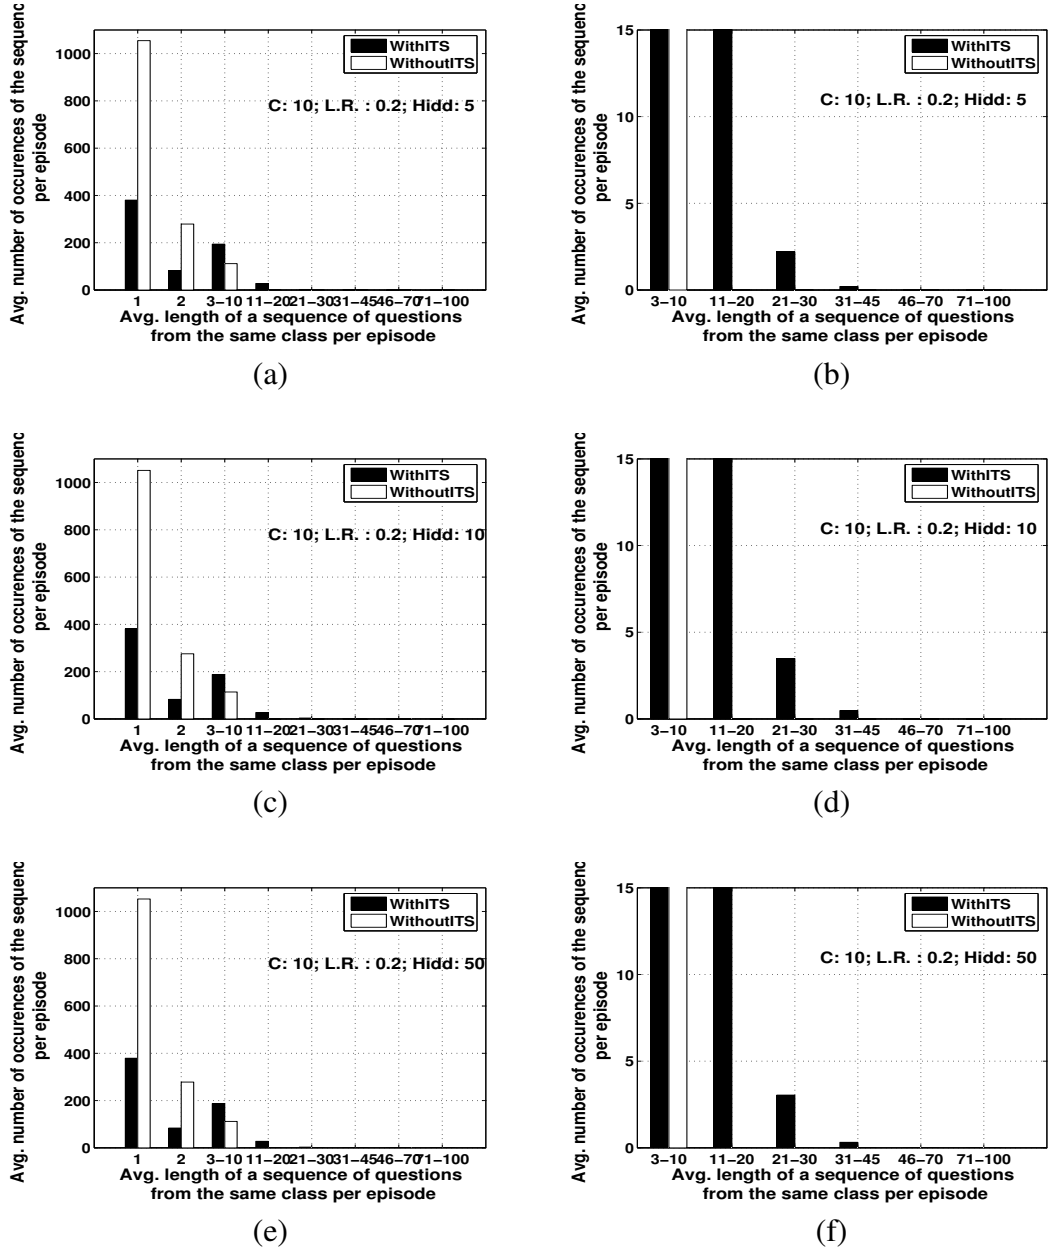 Avg. number of occurences of the sequenc
per episode
1000
800
600
400
200
0
WithITS
WithoutITS
C: 10; L.R. : 0.2; Hidd: 5
1 2 3−10 11−20 21−30 31−45 46−70 71−100
Avg. length of a sequence of questions
from the same class per episode
(a)
Avg. number of occurences of the sequenc
per episode
15
10
5
0
WithITS
WithoutITS
C: 10; L.R. : 0.2; Hidd: 5
3−10 11−20 21−30 31−45 46−70 71−100
Avg. length of a sequence of questions
from the same class per episode
(b)
Avg. number of occurences of the sequenc
per episode
1000
800
600
400
200
0
WithITS
WithoutITS
C: 10; L.R. : 0.2; Hidd: 10
1 2 3−10 11−20 21−30 31−45 46−70 71−100
Avg. length of a sequence of questions
from the same class per episode
(c)
Avg. number of occurences of the sequenc
per episode
15
10
5
0
WithITS
WithoutITS
C: 10; L.R. : 0.2; Hidd: 10
3−10 11−20 21−30 31−45 46−70 71−100
Avg. length of a sequence of questions
from the same class per episode
(d)
Avg. number of occurences of the sequenc
per episode
1000
800
600
400
200
0
WithITS
WithoutITS
C: 10; L.R. : 0.2; Hidd: 50
1 2 3−10 11−20 21−30 31−45 46−70 71−100
Avg. length of a sequence of questions
from the same class per episode
(e)
Avg. number of occurences of the sequenc
per episode
15
10
5
0
WithITS
WithoutITS
C: 10; L.R. : 0.2; Hidd: 50
3−10 11−20 21−30 31−45 46−70 71−100
Avg. length of a sequence of questions
from the same class per episode
(f)